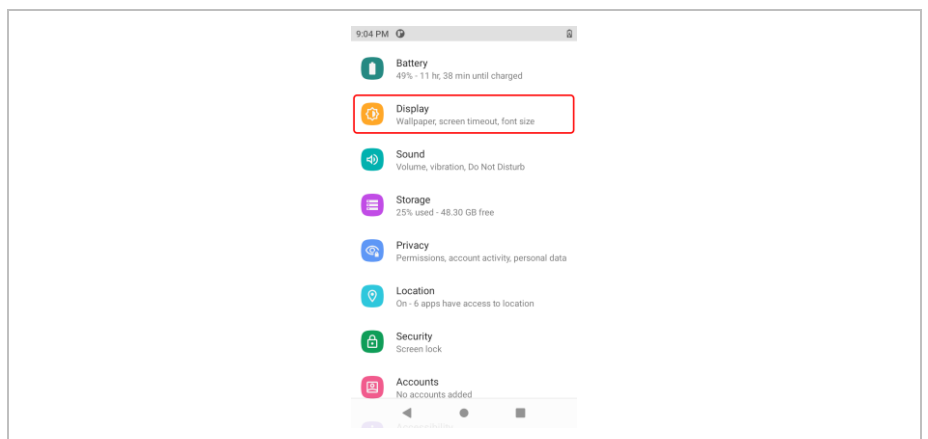 9:04 PM
Battery
49% - 11 hr, 38 min until charged
Display
Wallpaper, screen timeout, font size
Sound
Volume, vibration, Do Not Disturb
Storage
25% used - 48.30 GB free
Privacy
Permissions, account activity, personal data
Location
On - 6 apps have access to location
Security
Screen lock
Accounts
No accounts added